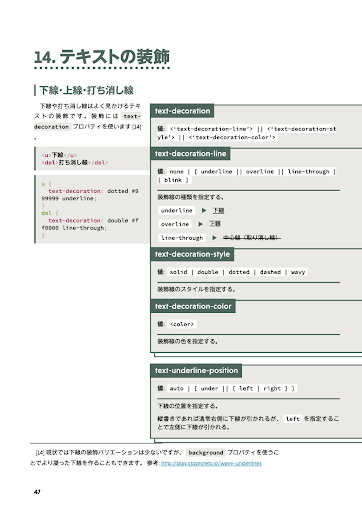 14. テキストの装飾
下線・上線・打ち消し線
下線や打ち消し線はよく見かけるテキ
ストの装飾です。装飾には text-
decoration プロパティを使います[14]
。
<u>下線</u>
<del>打ち消し線</del>
u {
text-decoration: dotted #9
99999 underline;
}
del {
text-decoration: double #f
f0000 line-through;
}
text-decoration
値: <'text-decoration-line'> || <'text-decoration-st
yle'> || <'text-decoration-color'>
text-decoration-line
値: none | [ underline || overline || line-through |
| blink ]
装飾線の種類を指定する。
underline ▶ 下線
overline ▶ 上線
line-through ▶ 中心線(取り消し線)
text-decoration-style
値: solid | double | dotted | dashed | wavy
装飾線のスタイルを指定する。
text-decoration-color
値: <color>
装飾線の色を指定する。
text-underline-position
値: auto | [ under || [ left | right ] ]
下線の位置を指定する。
縦書きであれば通常右側に下線が引かれるが、 left を指定するこ
とで左側に下線が引かれる。
[14] 現状では下線の装飾バリエーションは少ないですが、 background プロパティを使うこ
とでより凝った下線を作ることもできます。 参考: http://play.csssecrets.io/wavy-underlines
47